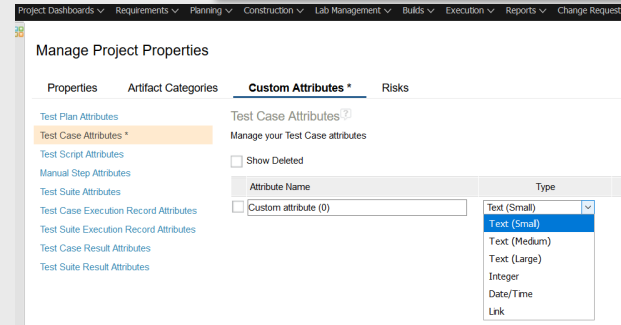 Project Dashboards Requirements Planning Construction Lab Management Builds Execution Reports Change Request
Manage Project Properties
Properties Artifact Categories Custom Attributes * Risks
Test Plan Attributes
Test Case Attributes *
Test Script Attributes
Manual Step Attributes
Test Suite Attributes
Test Case Execution Record Attributes
Test Suite Execution Record Attributes
Test Case Result Attributes
Test Suite Result Attributes
Test Case Attributes ?
Manage your Test Case attributes
Show Deleted
Attribute Name Type
Custom attribute (0) Text (Small)
Text (Small)
Text (Medium)
Text (Large)
Integer
Date/Time
Link